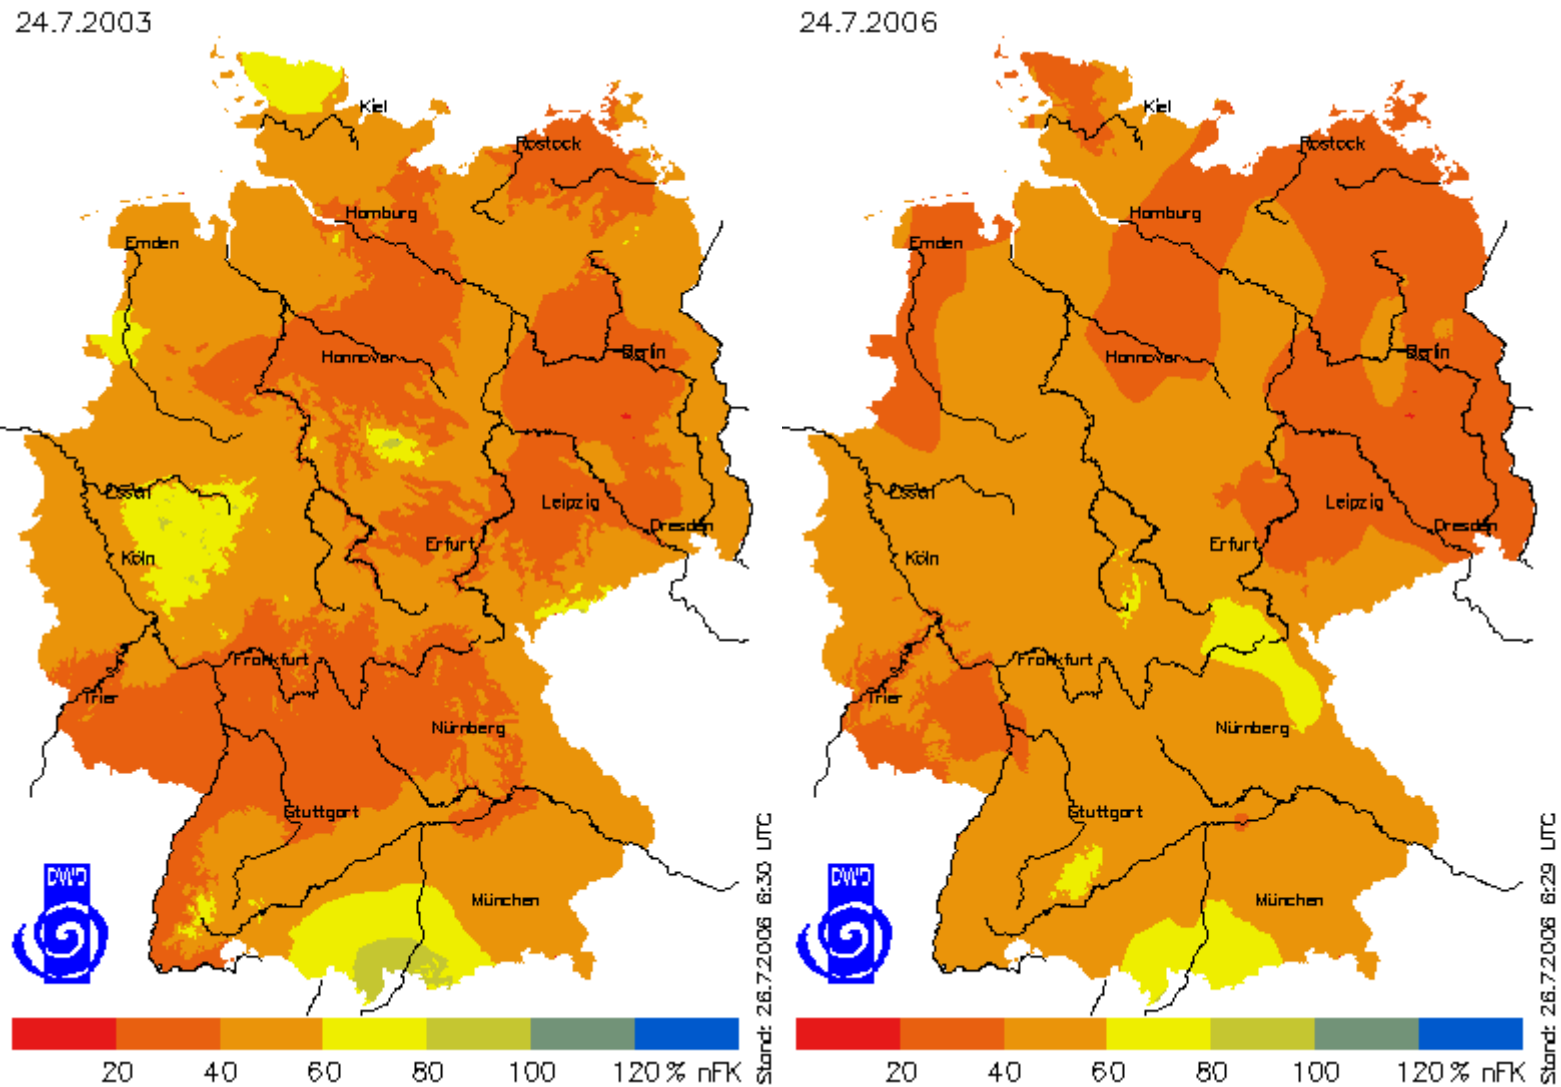 24.7.2003
Kiel
Rostock
Hamburg
Emden
Hannover
Berlin
Essen
Leipzig
Dresden
Köln
Erfurt
Frankfurt
Trier
Nürnberg
Stuttgart
München
DWD
20 40 60 80 100 120 % nFK
Stand: 26.7.2006 6:30 UTC
24.7.2006
Kiel
Rostock
Hamburg
Emden
Hannover
Berlin
Essen
Leipzig
Dresden
Köln
Erfurt
Frankfurt
Trier
Nürnberg
Stuttgart
München
DWD
20 40 60 80 100 120 % nFK
Stand: 26.7.2006 6:29 UTC